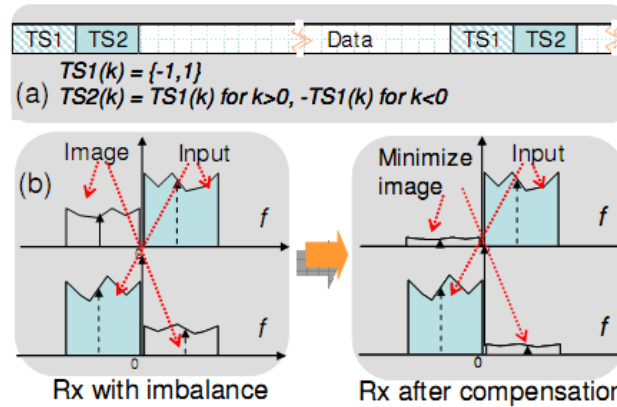 TS1 TS2 Data TS1 TS2
TS1(k) = {-1,1}
(a) TS2(k) = TS1(k) for k>0, -TS1(k) for k<0
(b) Image Input
f
0
f
0
Rx with imbalance
Minimize image Input
f
f
0
Rx after compensation